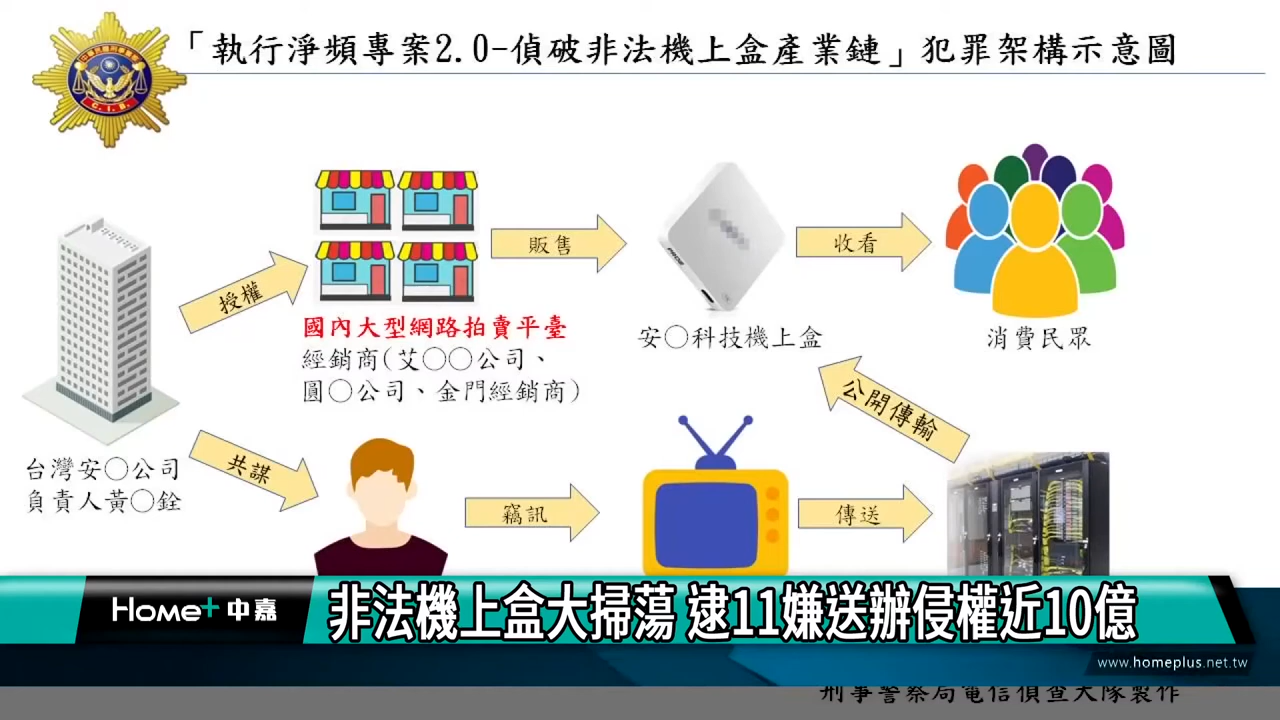 「執行淨頻專案2.0-偵破非法機上盒產業鏈」犯罪架構示意圖
C.I.B.
授權
販售
收看
國內大型網路拍賣平臺
經銷商(艾〇〇公司、
圓〇公司、金門經銷商)
安〇科技機上盒
消費民眾
公開傳輸
台灣安〇公司
負責人黃〇銓
共謀
竊訊
傳送
Home+中嘉
非法機上盒大掃蕩 逮11嫌送辦侵權近10億
www.homeplus.net.tw
刑事警察局電信偵查大隊製作